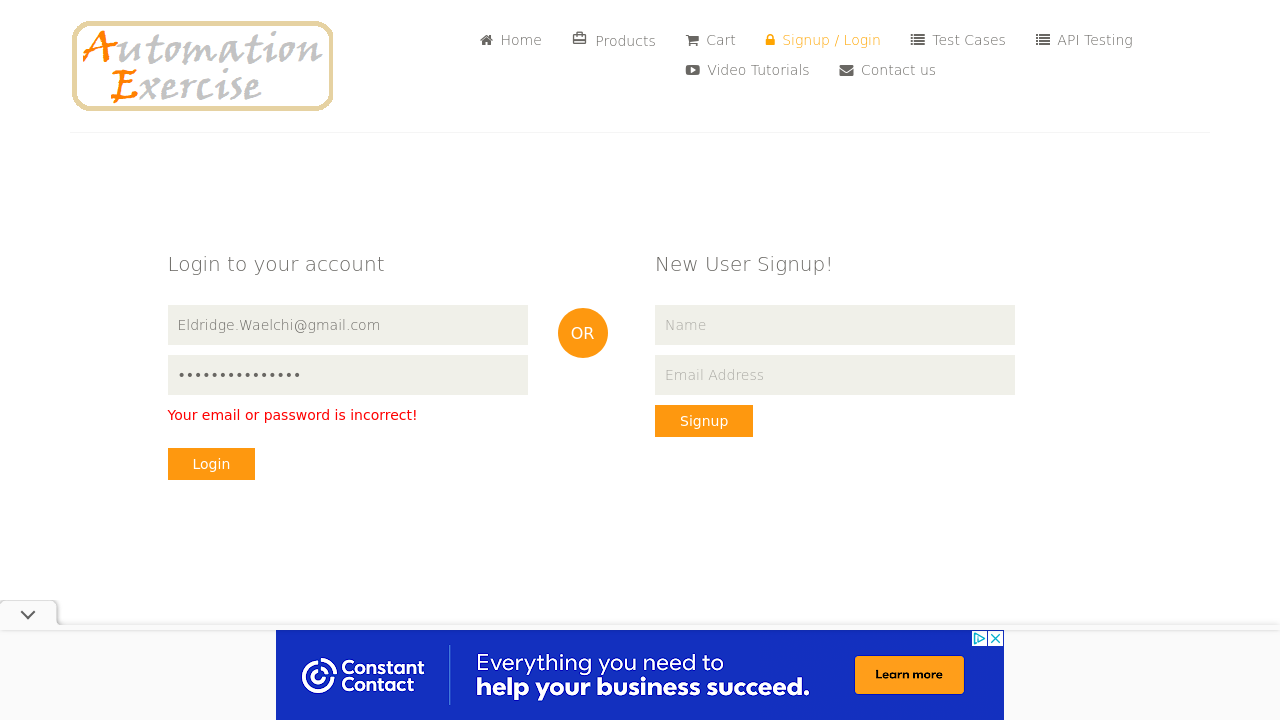 Automation
Exercise
Home
Products
Cart
Signup / Login
Test Cases
API Testing
Video Tutorials
Contact us
Login to your account
Eldridge.Waelchi@gmail.com
•••••••••••••••
Your email or password is incorrect!
Login
OR
New User Signup!
Name
Email Address
Signup
Constant
Contact
Everything you need to
help your business succeed.
Learn more